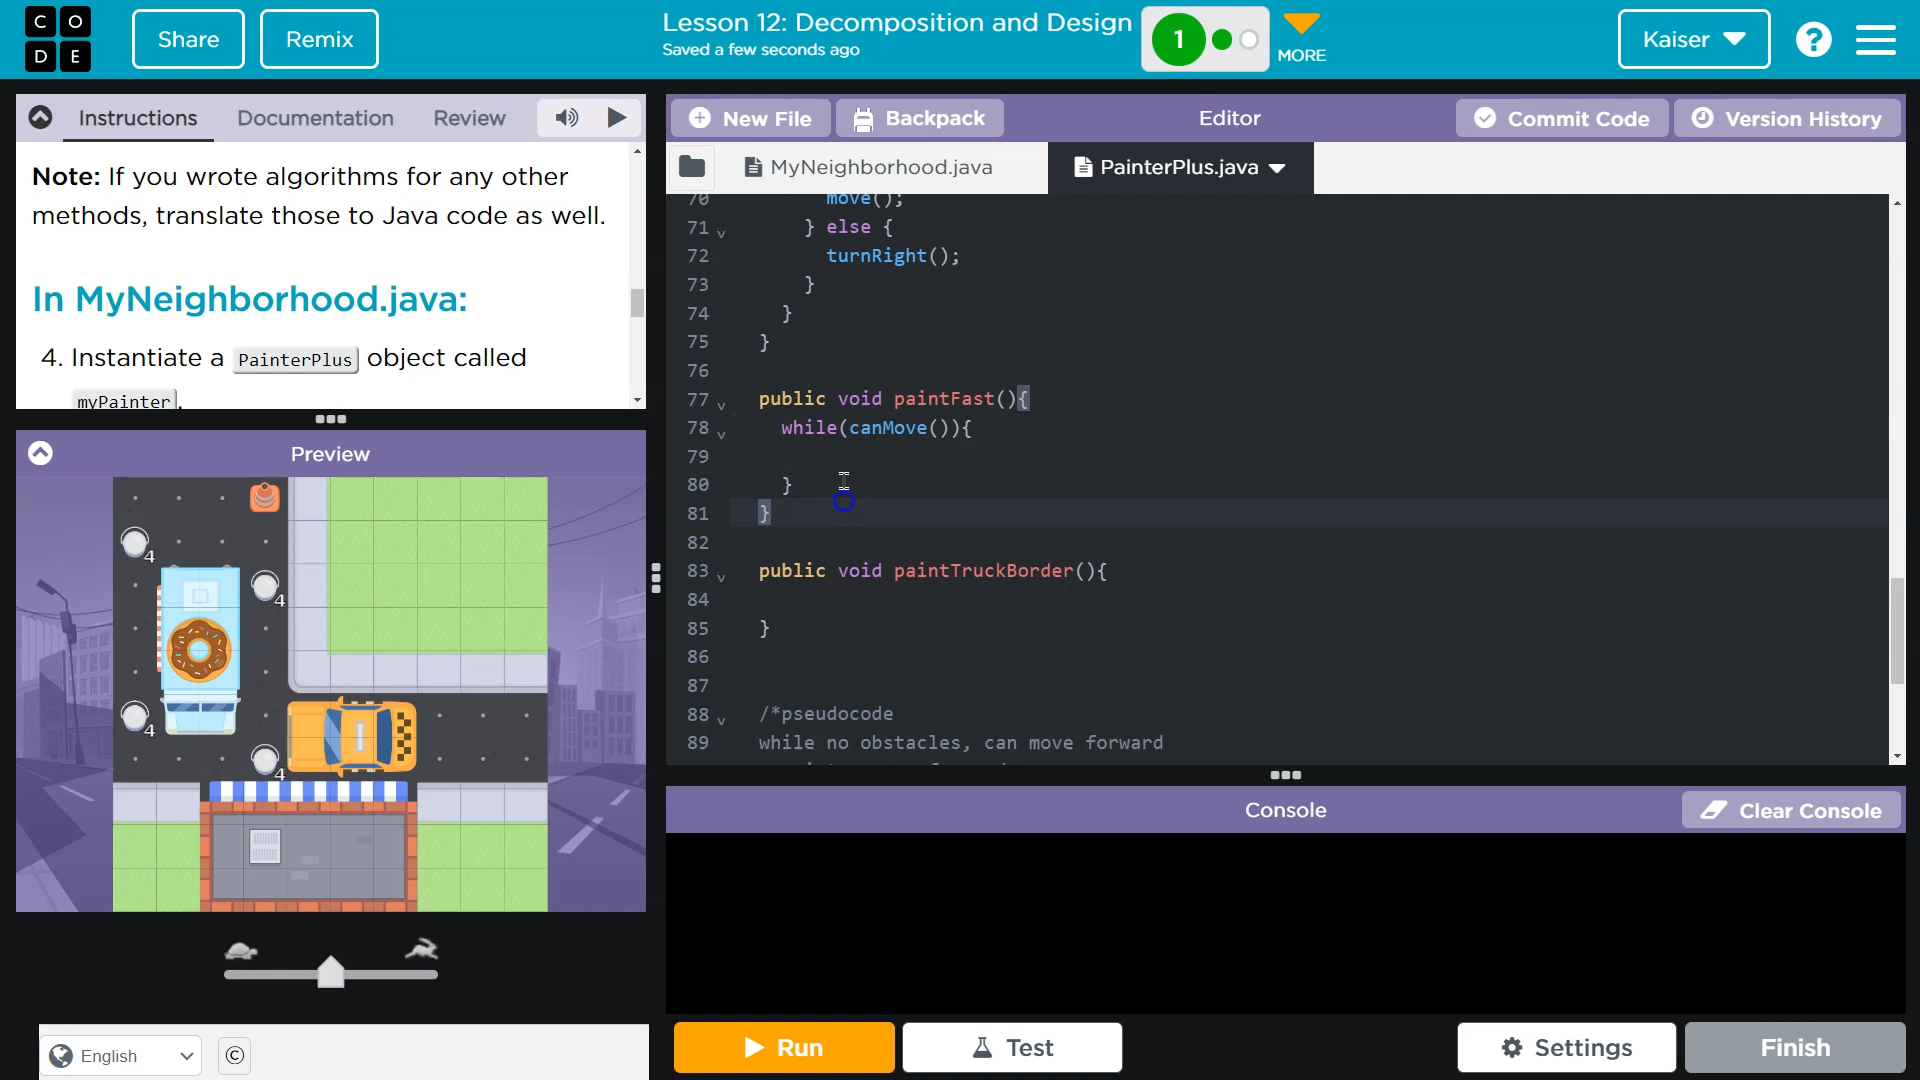 C O
D E
Share
Remix
Lesson 12: Decomposition and Design
Saved a few seconds ago
1
MORE
Kaiser
?
Instructions
Documentation
Review
Note: If you wrote algorithms for any other
methods, translate those to Java code as well.
In MyNeighborhood.java:
4. Instantiate a PainterPlus object called
myPainter.
Preview
4
4
4
4
English
©
New File
Backpack
Editor
Commit Code
Version History
MyNeighborhood.java
PainterPlus.java
70 move();
71 } else {
72 turnRight();
73 }
74 }
75 }
76
77 public void paintFast(){
78 while(canMove()){
79
80 }
81 }
82
83 public void paintTruckBorder(){
84
85 }
86
87
88 /*pseudocode
89 while no obstacles, can move forward
Console
Clear Console
Run
Test
Settings
Finish